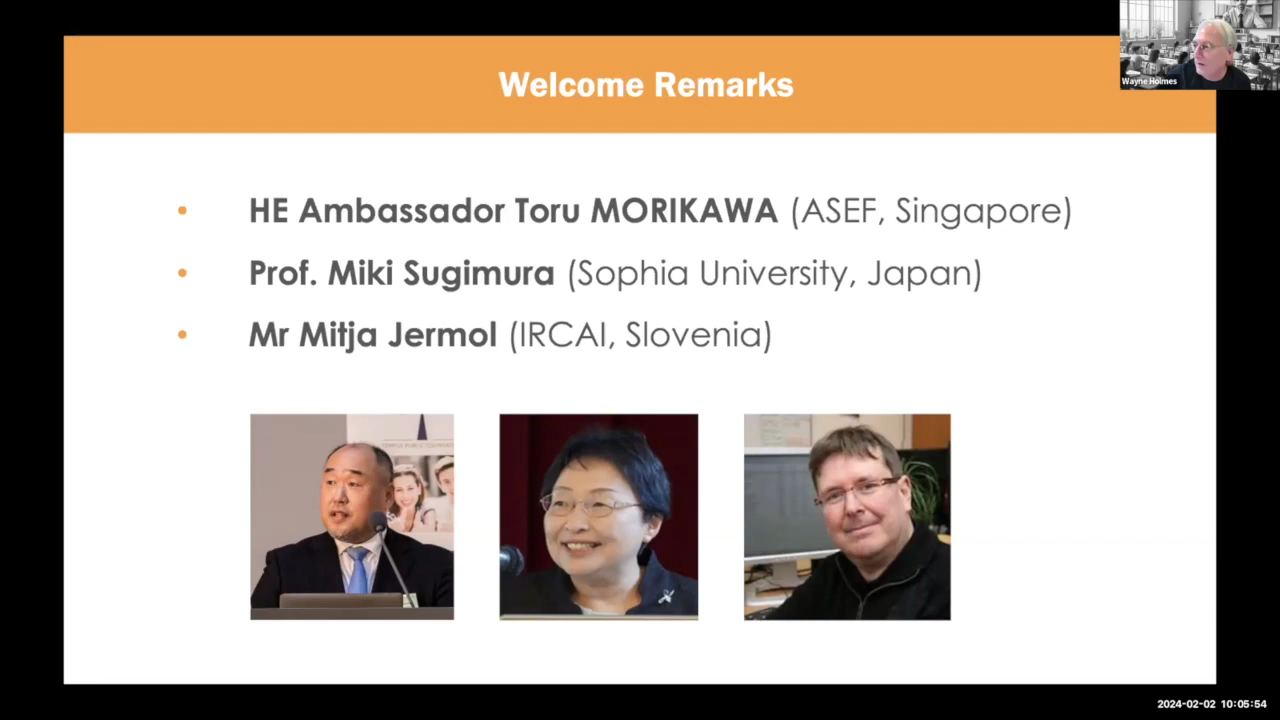 Welcome Remarks
Wayne Holmes
• HE Ambassador Toru MORIKAWA (ASEF, Singapore)
• Prof. Miki Sugimura (Sophia University, Japan)
• Mr Mitja Jermol (IRCAI, Slovenia)
2024-02-02 10:05:54